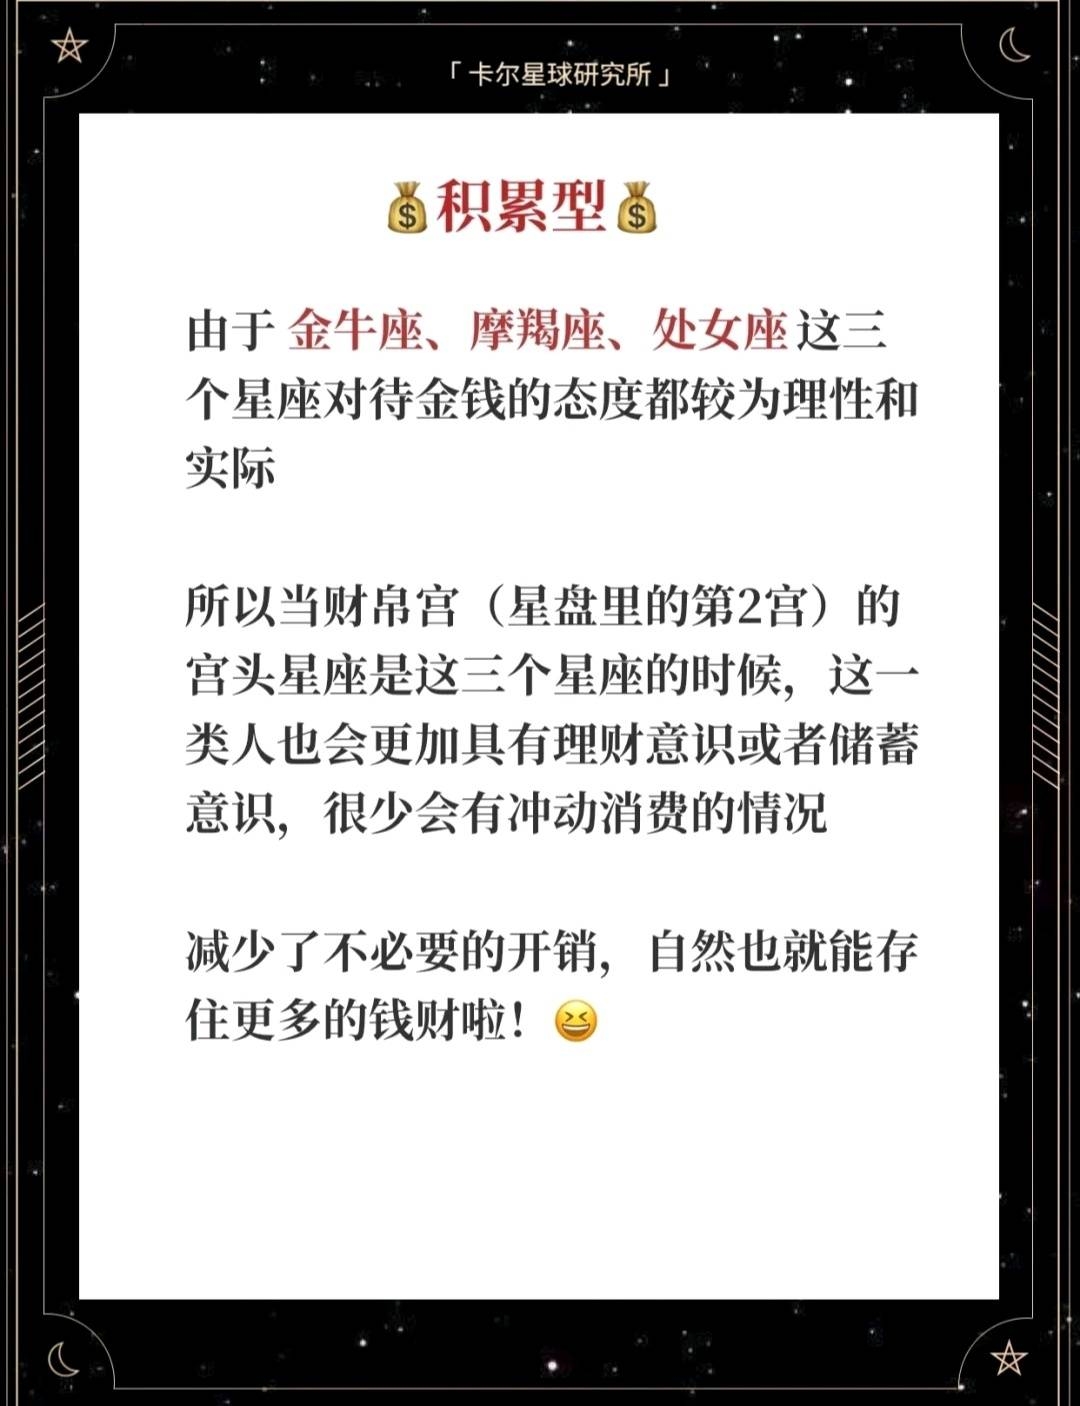 「卡尔星球研究所」
💰积累型💰
由于 金牛座、摩羯座、处女座 这三
个星座对待金钱的态度都较为理性和
实际
所以当财帛宫（星盘里的第2宫）的
宫头星座是这三个星座的时候，这一
类人也会更加具有理财意识或者储蓄
意识，很少会有冲动消费的情况
减少了不必要的开销，自然也就能存
住更多的钱财啦！😆